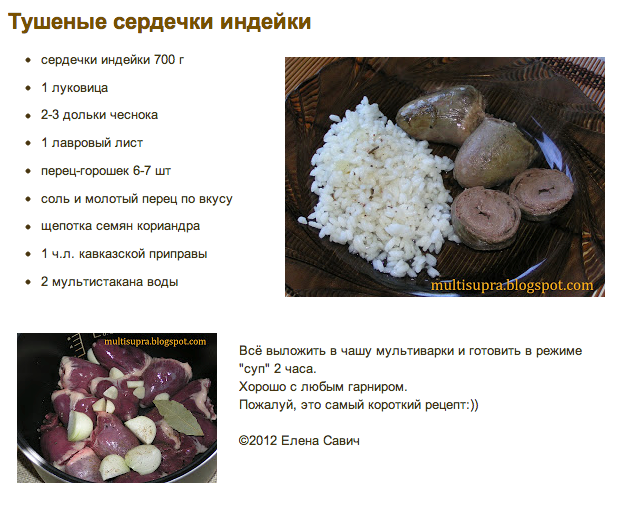 Тушеные сердечки индейки
сердечки индейки 700 г
1 луковица
2-3 дольки чеснока
1 лавровый лист
перец-горошек 6-7 шт
соль и молотый перец по вкусу
щепотка семян кориандра
1 ч.л. кавказской приправы
2 мультистакана воды
multisupra.blogspot.com
multisupra.blogspot.com
Всё выложить в чашу мультиварки и готовить в режиме
"суп" 2 часа.
Хорошо с любым гарниром.
Пожалуй, это самый короткий рецепт:))
©2012 Елена Савич